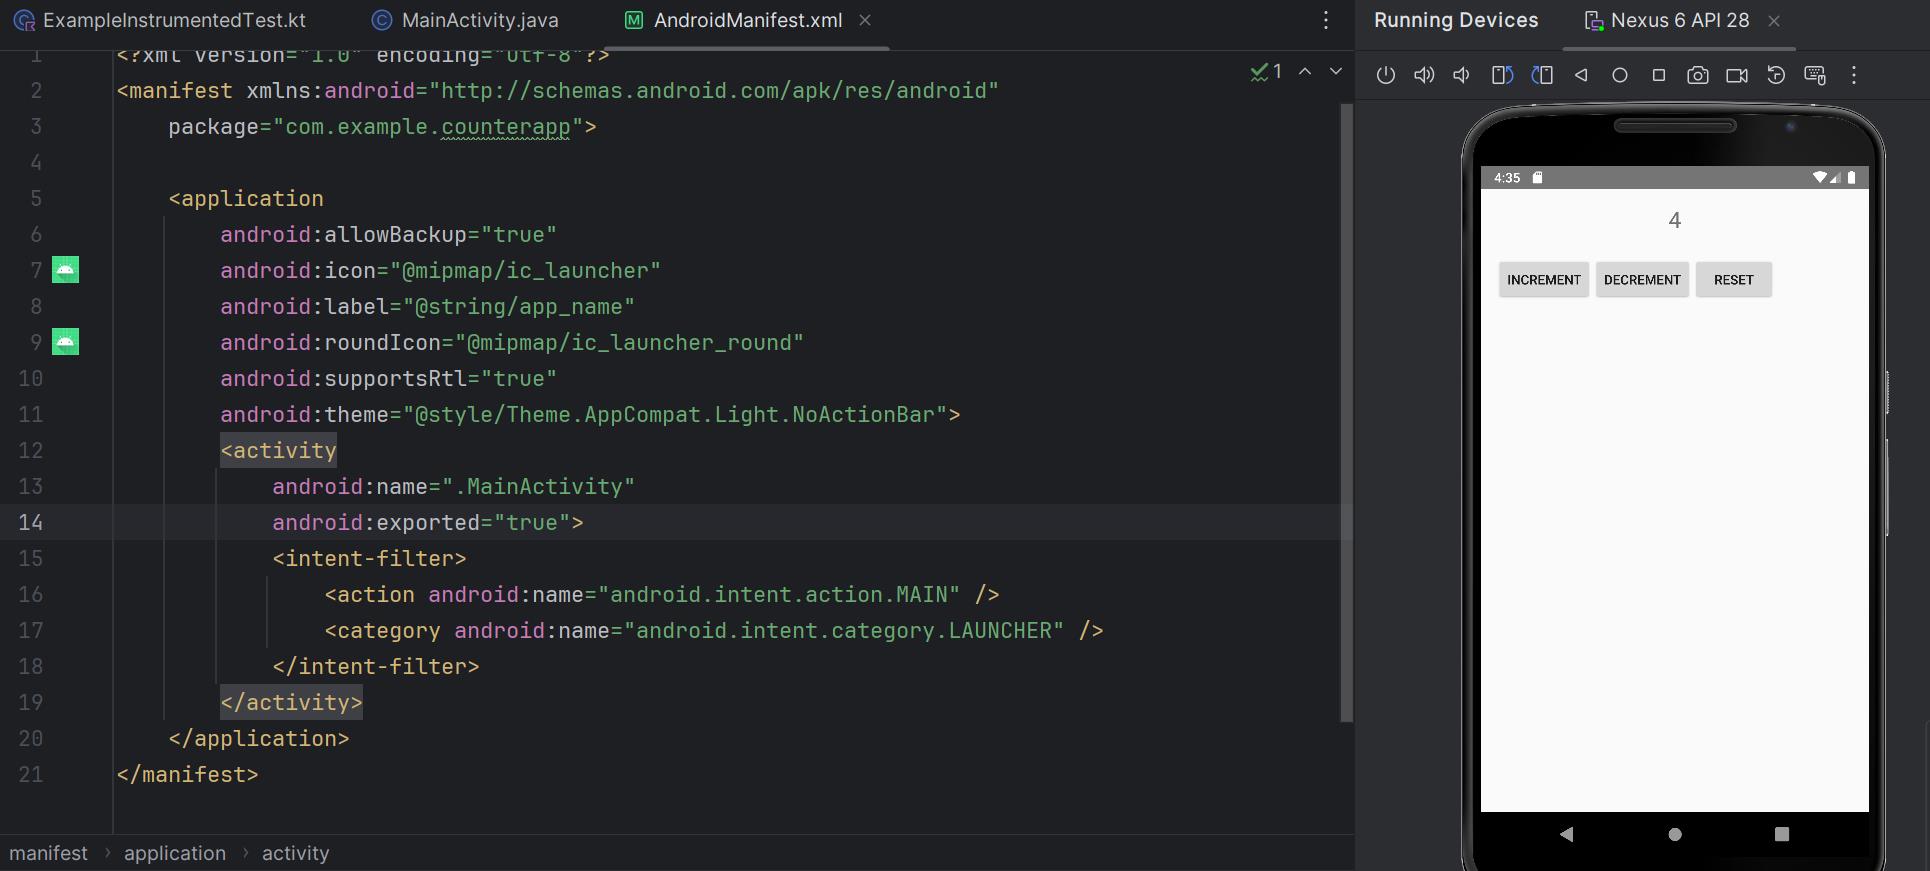 ExampleInstrumentedTest.kt
MainActivity.java
AndroidManifest.xml
Running Devices
Nexus 6 API 28
1 <?xml version="1.0" encoding="utf-8"?>
1
2 <manifest xmlns:android="http://schemas.android.com/apk/res/android"
3 package="com.example.counterapp">
4
5 <application
6 android:allowBackup="true"
7 android:icon="@mipmap/ic_launcher"
8 android:label="@string/app_name"
9 android:roundIcon="@mipmap/ic_launcher_round"
10 android:supportsRtl="true"
11 android:theme="@style/Theme.AppCompat.Light.NoActionBar">
12 <activity
13 android:name=".MainActivity"
14 android:exported="true">
15 <intent-filter>
16 <action android:name="android.intent.action.MAIN" />
17 <category android:name="android.intent.category.LAUNCHER" />
18 </intent-filter>
19 </activity>
20 </application>
21 </manifest>
manifest › application › activity
4:35
4
INCREMENT
DECREMENT
RESET